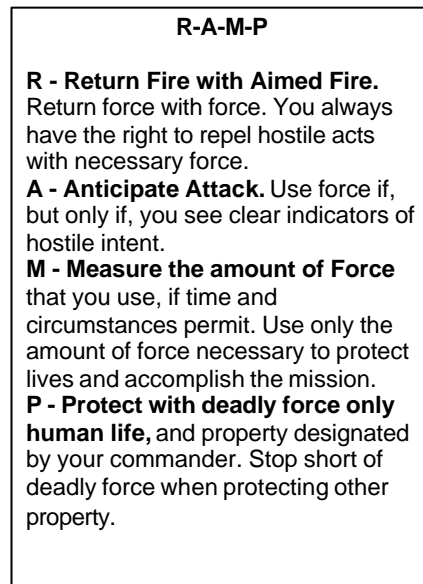 R-A-M-P
R - Return Fire with Aimed Fire.
Return force with force. You always
have the right to repel hostile acts
with necessary force.
A - Anticipate Attack. Use force if,
but only if, you see clear indicators of
hostile intent.
M - Measure the amount of Force
that you use, if time and
circumstances permit. Use only the
amount of force necessary to protect
lives and accomplish the mission.
P - Protect with deadly force only
human life, and property designated
by your commander. Stop short of
deadly force when protecting other
property.